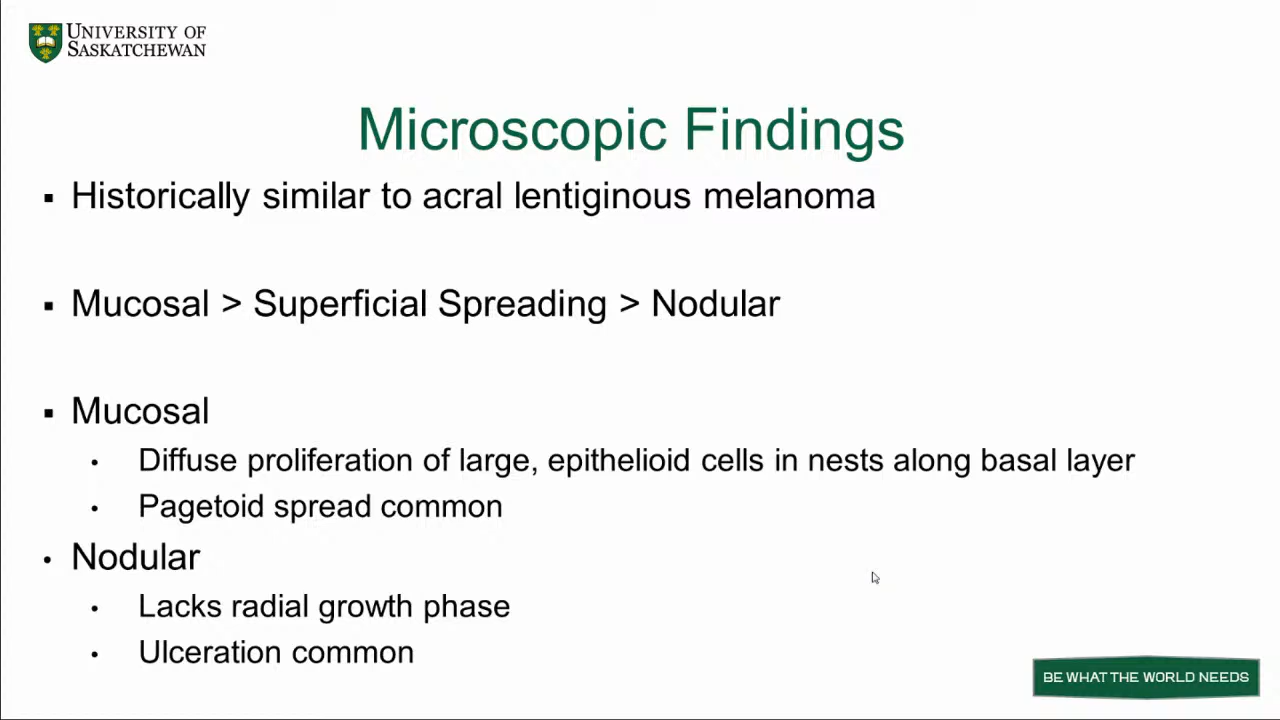 UNIVERSITY OF
SASKATCHEWAN
Microscopic Findings
▪ Historically similar to acral lentiginous melanoma
▪ Mucosal > Superficial Spreading > Nodular
▪ Mucosal
• Diffuse proliferation of large, epithelioid cells in nests along basal layer
• Pagetoid spread common
• Nodular
• Lacks radial growth phase
• Ulceration common
BE WHAT THE WORLD NEEDS